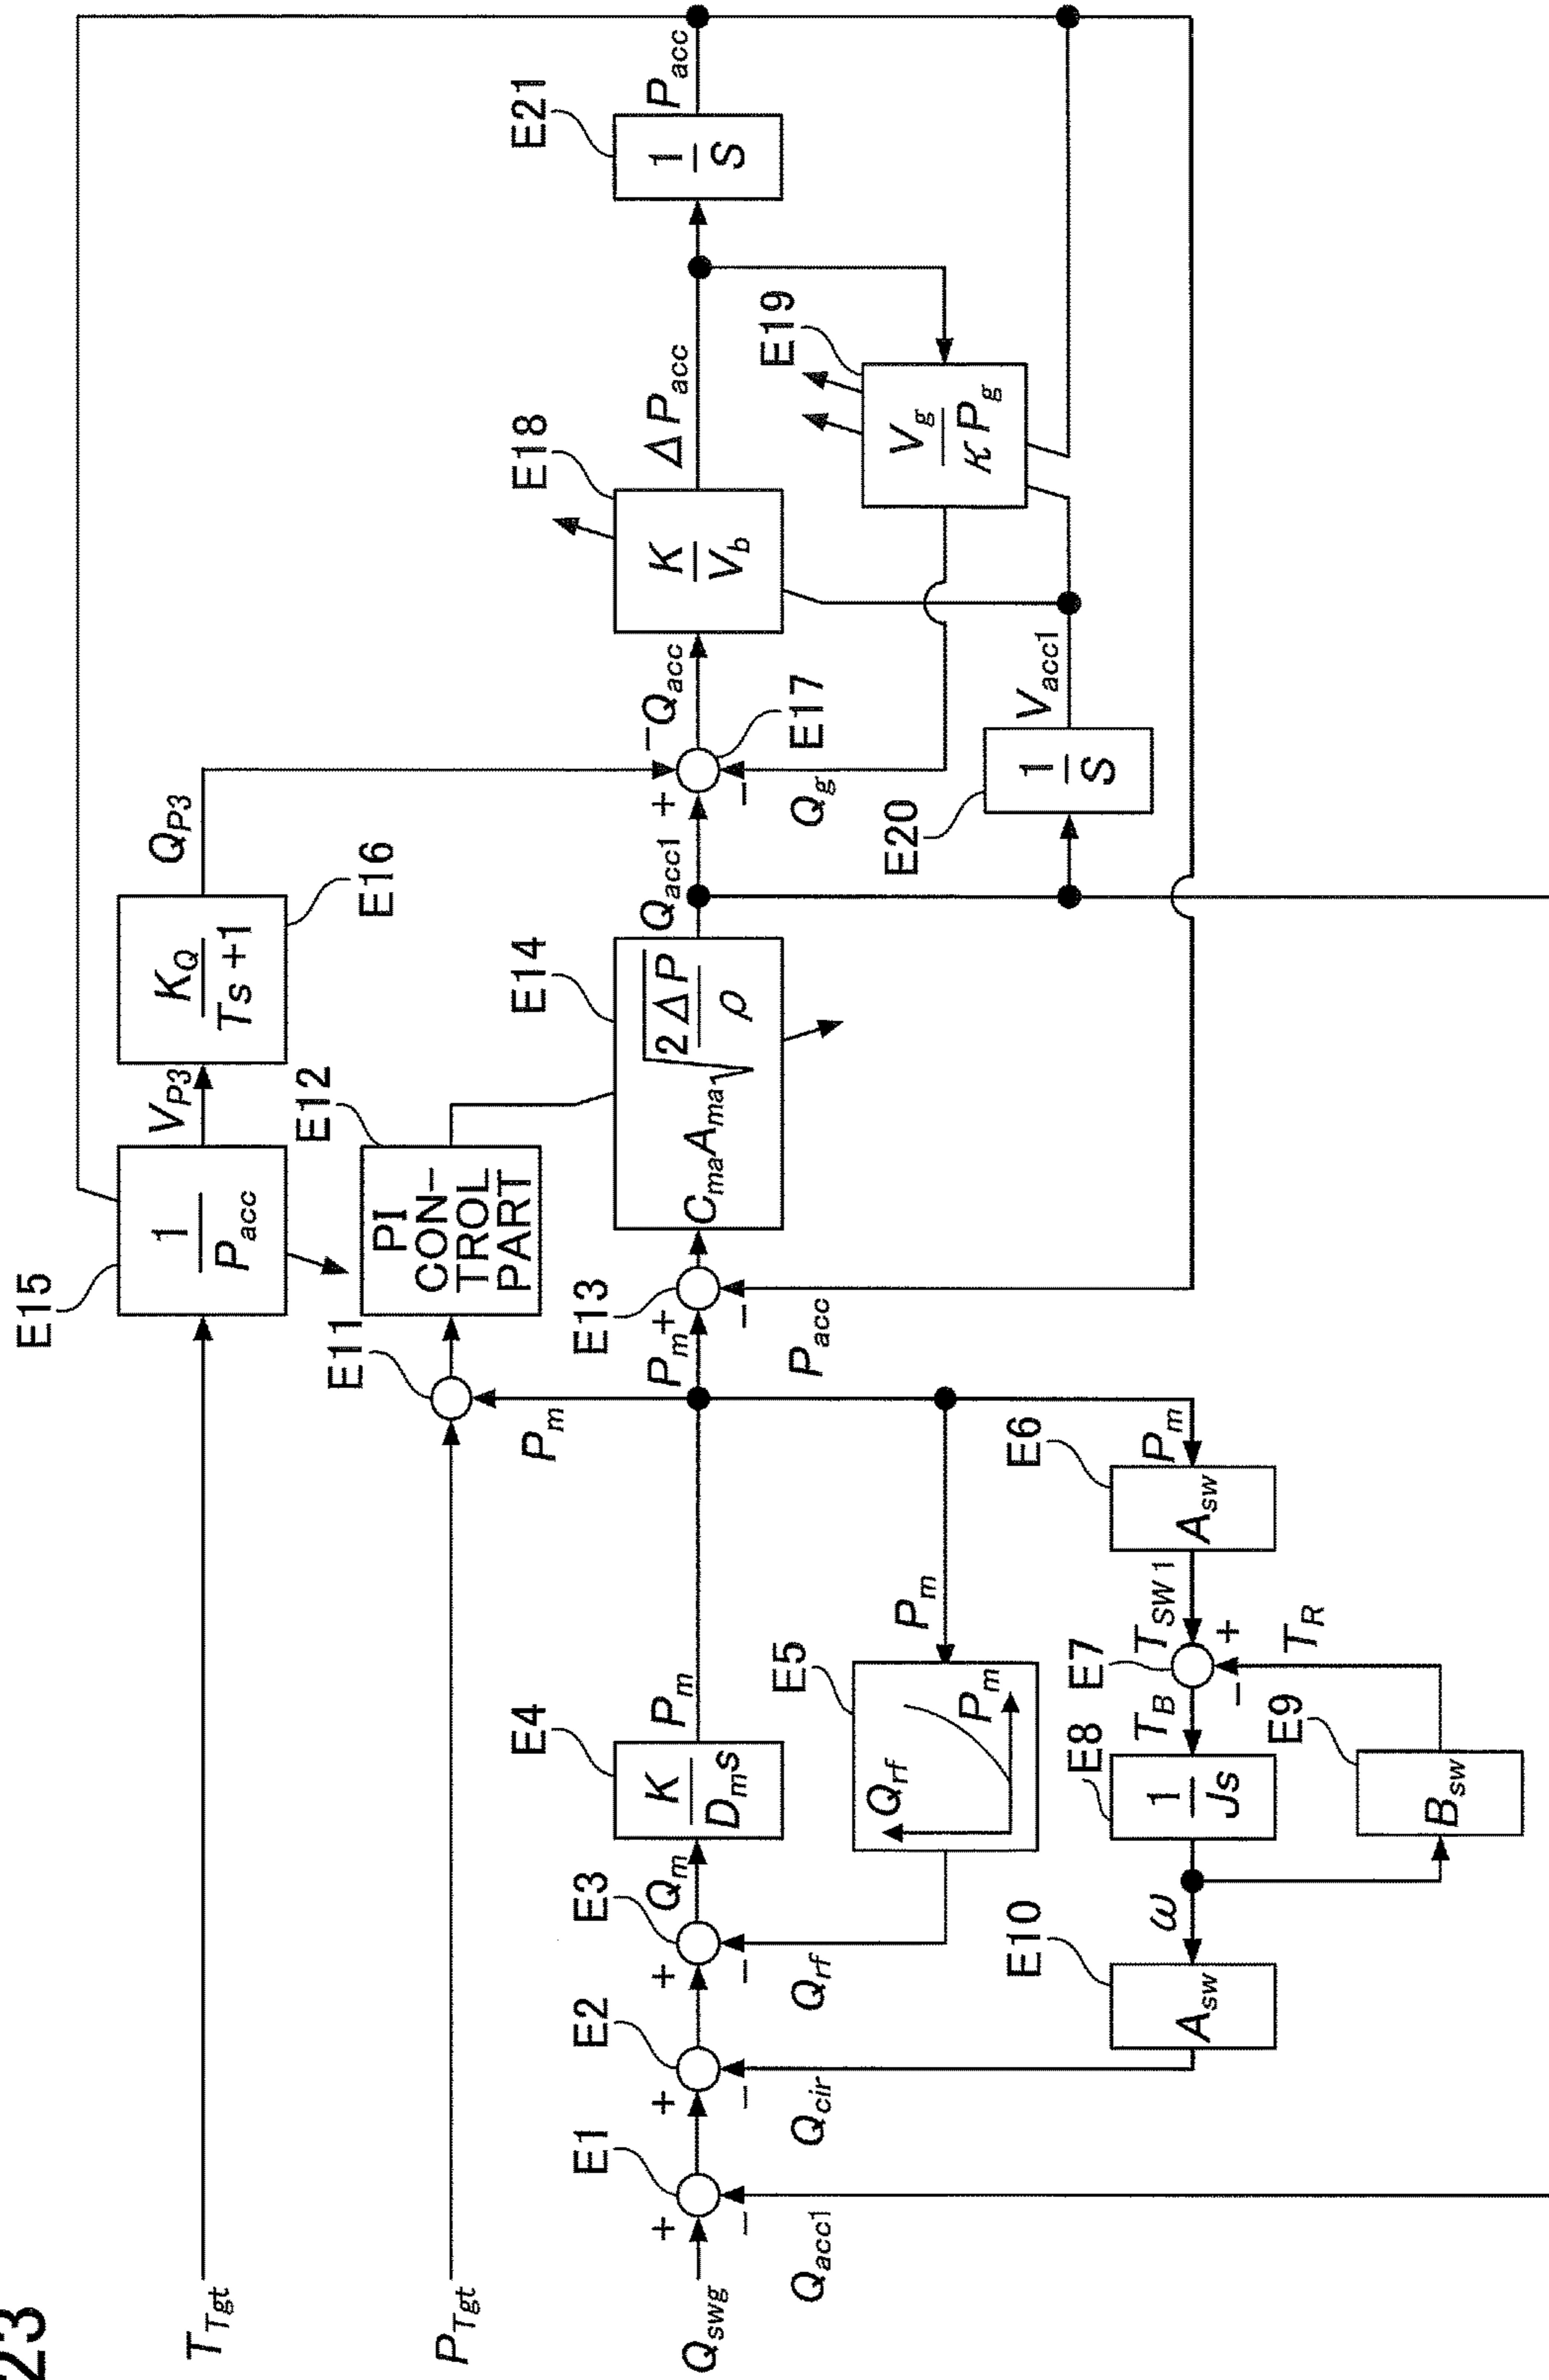 23
T_Tgt
E15
1
P_acc
V_P3
K_Q
Ts+1
E16
Q_P3
P_Tgt
E11
P_m
E12
PI
CON-
TROL
PART
Q_swg
+
−
E1
Q_acc1
+
−
E2
Q_cir
+
−
E3
Q_rf
Q_m
E4
K
D_m s
P_m
P_m
+
E13
−
P_acc
E14
C_ma A_ma √
2ΔP
ρ
Q_acc1
+
−
−
E17
Q_g
Q_acc
E18
K
V_b
ΔP_acc
E21
1
S
P_acc
E19
V_g
κP_g
E20
1
S
V_acc1
E5
Q_rf
P_m
P_m
E6
P_m
A_sw
T_SW1
E7
+
−
T_R
T_B
E8
1
Js
E9
B_sw
ω
E10
A_sw